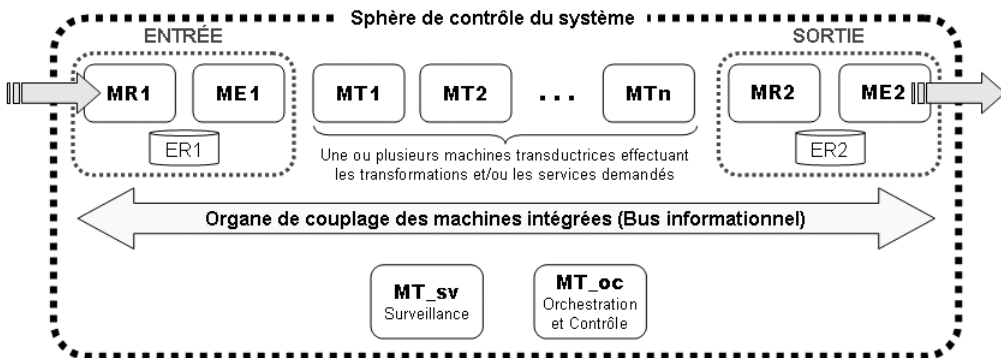 Sphère de contrôle du système
ENTRÉE
SORTIE
MR1
ME1
MT1
MT2
...
MTn
MR2
ME2
ER1
ER2
Une ou plusieurs machines transductrices effectuant
les transformations et/ou les services demandés
Organe de couplage des machines intégrées (Bus informationnel)
MT_sv
Surveillance
MT_oc
Orchestration
et Contrôle